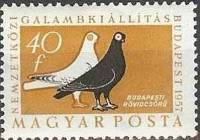 NEMZETKÖZI
GALAMBKIÁLLÍTÁS
BUDAPEST 1957
40
f
BUDAPESTI
RÖVIDCSŐRŰ
MAGYAR POSTA